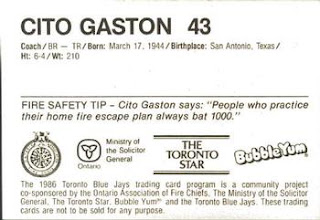 CITO GASTON 43
Coach/BR — TR/Born: March 17, 1944/Birthplace: San Antonio, Texas/
Ht: 6-4/Wt: 210
FIRE SAFETY TIP – Cito Gaston says: "People who practice
their home fire escape plan always bat 1000."
Ministry of the
Solicitor
General
Ontario
THE
TORONTO
STAR
Bubble Yum
The 1986 Toronto Blue Jays trading card program is a community project
co-sponsored by the Ontario Association of Fire Chiefs, The Ministry of the Solicitor
General, The Toronto Star, Bubble Yum® and the Toronto Blue Jays. These trading
cards are not to be sold for any purpose.